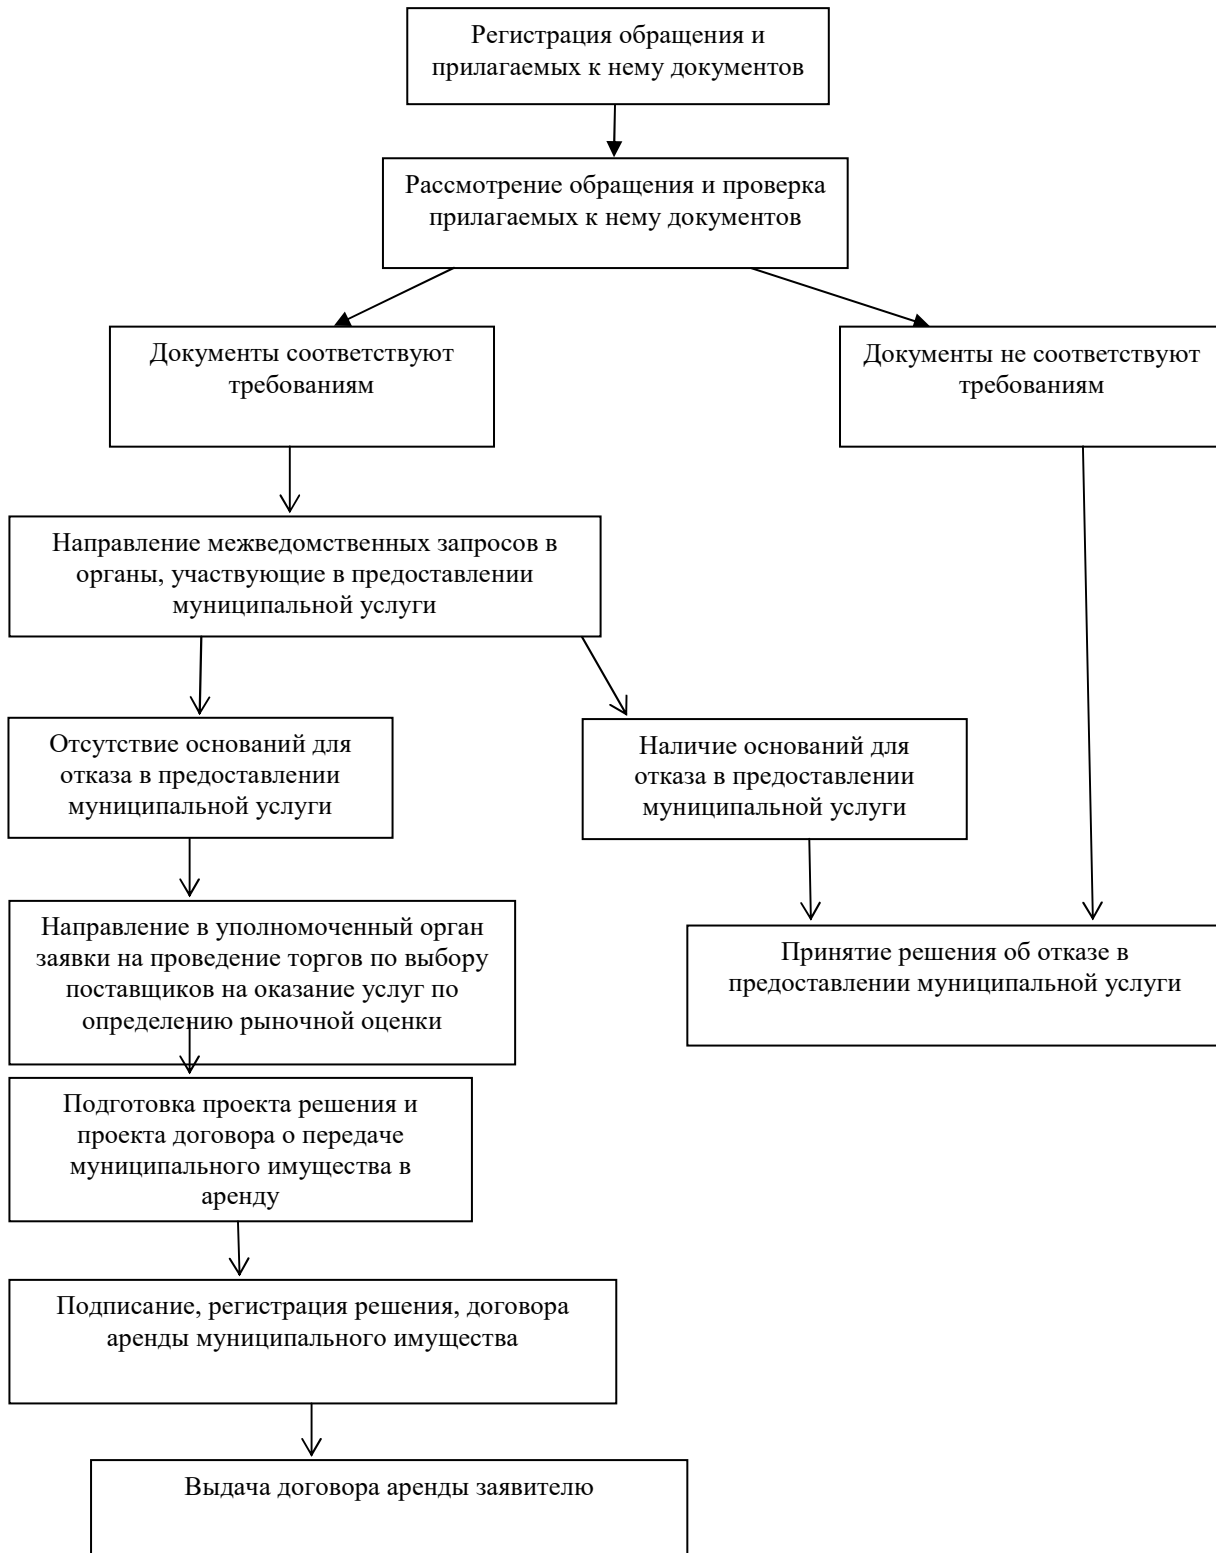 Регистрация обращения и
прилагаемых к нему документов
Рассмотрение обращения и проверка
прилагаемых к нему документов
Документы соответствуют
требованиям
Документы не соответствуют
требованиям
Направление межведомственных запросов в
органы, участвующие в предоставлении
муниципальной услуги
Отсутствие оснований для
отказа в предоставлении
муниципальной услуги
Наличие оснований для
отказа в предоставлении
муниципальной услуги
Направление в уполномоченный орган
заявки на проведение торгов по выбору
поставщиков на оказание услуг по
определению рыночной оценки
Принятие решения об отказе в
предоставлении муниципальной услуги
Подготовка проекта решения и
проекта договора о передаче
муниципального имущества в
аренду
Подписание, регистрация решения, договора
аренды муниципального имущества
Выдача договора аренды заявителю